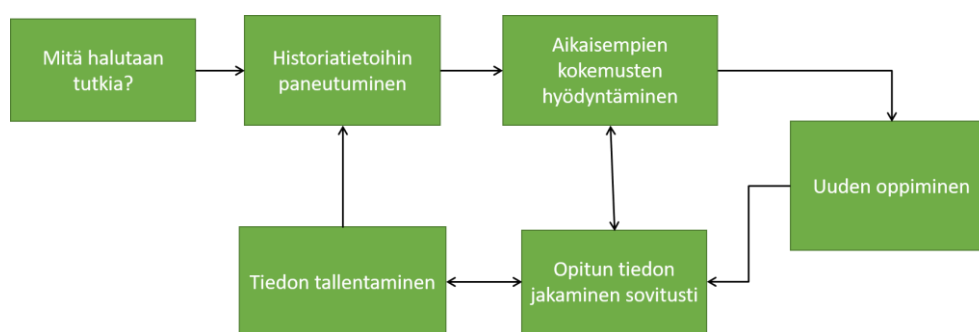 Mitä halutaan
tutkia?
Historiatietoihin
paneutuminen
Aikaisempien
kokemusten
hyödyntäminen
Uuden oppiminen
Opitun tiedon
jakaminen sovitusti
Tiedon tallentaminen